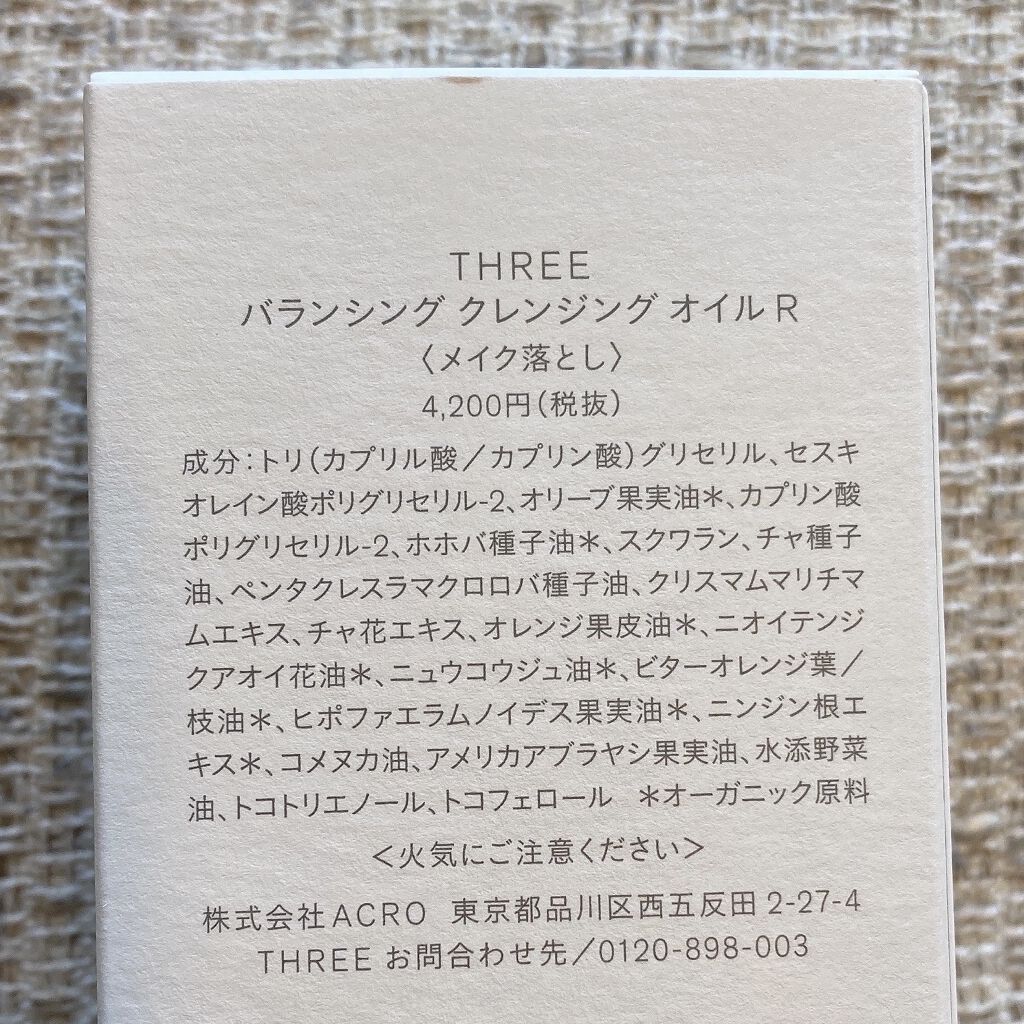 THREE
バランシング クレンジング オイル R
〈メイク落とし〉
4,200円(税抜)
成分:トリ(カプリル酸/カプリン酸)グリセリル、セスキ
オレイン酸ポリグリセリル-2、オリーブ果実油＊、カプリン酸
ポリグリセリル-2、ホホバ種子油＊、スクワラン、チャ種子
油、ペンタクレスラマクロロバ種子油、クリスマムマリチマ
ムエキス、チャ花エキス、オレンジ果皮油＊、ニオイテンジ
クアオイ花油＊、ニュウコウジュ油＊、ビターオレンジ葉/
枝油＊、ヒポファエラムノイデス果実油＊、ニンジン根エ
キス＊、コメヌカ油、アメリカアブラヤシ果実油、水添野菜
油、トコトリエノール、トコフェロール ＊オーガニック原料
＜火気にご注意ください＞
株式会社ACRO 東京都品川区西五反田2-27-4
THREE お問合わせ先/0120-898-003